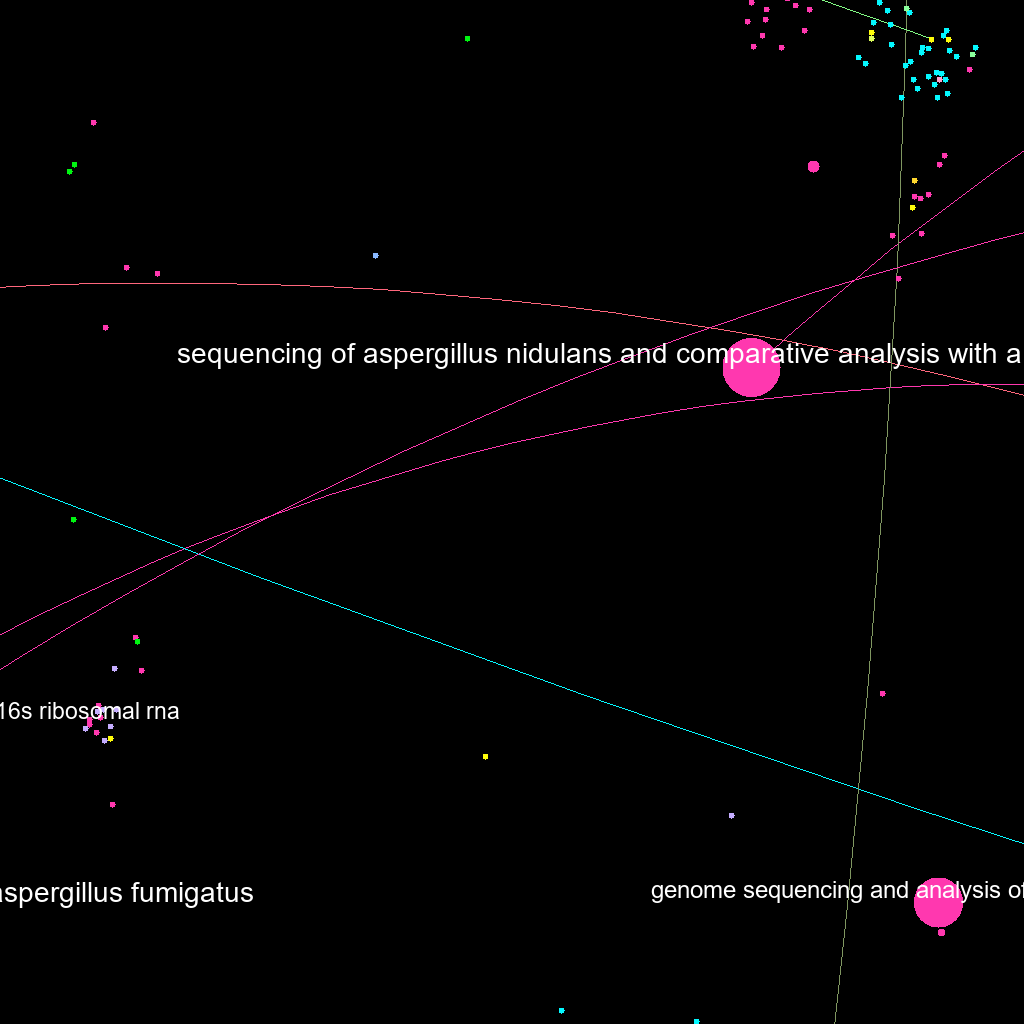 sequencing of aspergillus nidulans and comparative analysis with a
16s ribosomal rna
aspergillus fumigatus
genome sequencing and analysis of